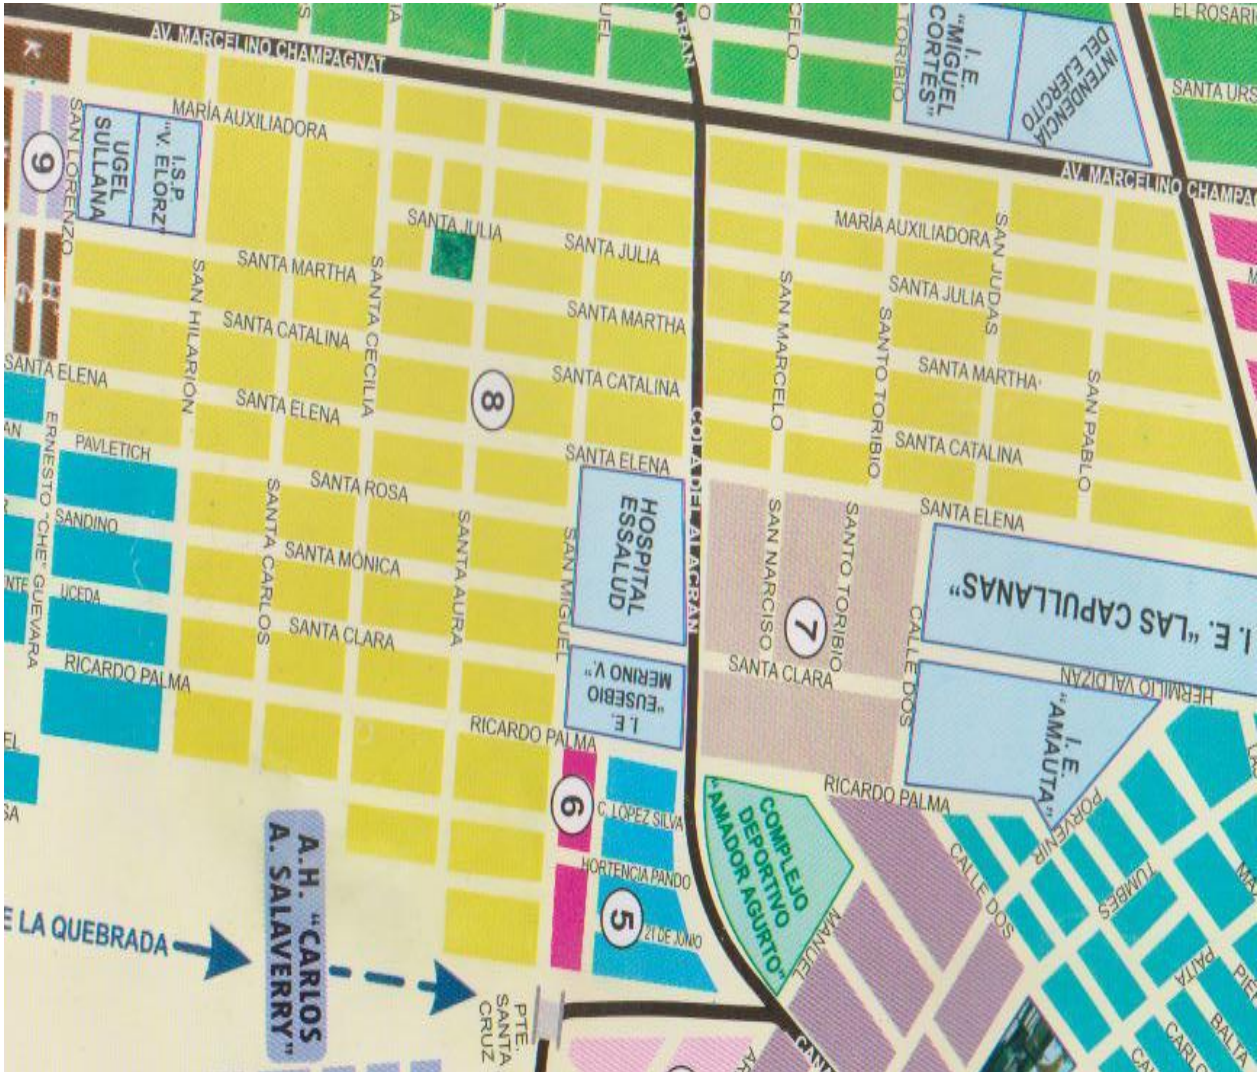 EL ROSARI
SANTA URS
I. E.
"MIGUEL
CORTES"
INTENDENCIA
DEL EJERCITO
TORIBIO
CELO
UEL
CRAN
AV. MARCELINO CHAMPAGNAT
AV. MARCELINO CHAMPAG
K
MARÍA AUXILIADORA
SAN LORENZO
9
UGEL
SULLANA
I.S.P
"V. ELORZ"
SANTA JULIA
SANTA JULIA
MARÍA AUXILIADORA
SAN JUDAS
SANTA MARTHA
SAN HILARION
SANTA CECILIA
SANTA MARTHA
SAN MARCELO
SANTO TORIBIO
SANTA JULIA
SANTA CATALINA
SANTA MARTHA
SAN PABLO
H'
G
SANTA ELENA
SANTA ELENA
8
SANTA CATALINA
SANTA CATALINA
COLA DEL ALACRAN
ERNESTO "CHE" GUEVARA
PAVLETICH
SANTA ROSA
SANTA ELENA
SANTA ELENA
SANDINO
SANTA CARLOS
SANTA MÓNICA
SANTA AURA
SAN MIGUEL
HOSPITAL
ESSALUD
SAN NARCISO
SANTO TORIBIO
7
I. E. "LAS CAPULLANAS"
UCEDA
SANTA CLARA
SANTA CLARA
CALLE DOS
HERMILIO VALDIZAN
RICARDO PALMA
RICARDO PALMA
I. E.
"EUSEBIO
MERINO V."
I. E.
"AMAUTA"
RICARDO PALMA
6
C. LOPEZ SILVA
COMPLEJO
DEPORTIVO
"AMADOR AGURTO"
PORVENIR
CALLE DOS
TUMBES
HORTENCIA PANDO
5
21 DE JUNIO
MANUEL
PAITA
BALTA
E LA QUEBRADA
A.H. "CARLOS
A. SALAVERRY"
PTE.
SANTA
CRUZ